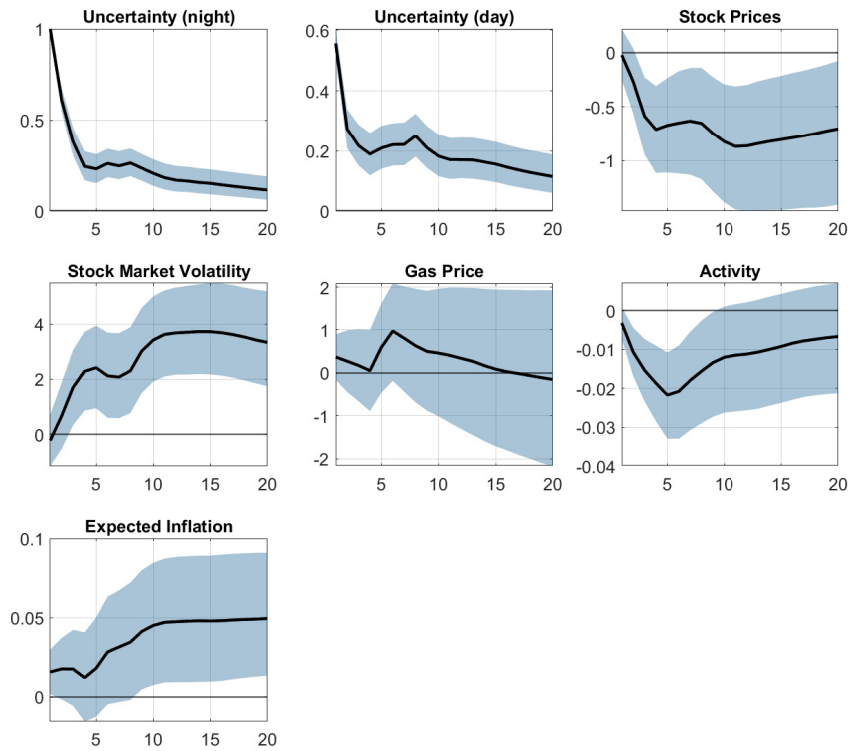 Uncertainty (night)
1
0.5
0
5 10 15 20
Uncertainty (day)
0.6
0.4
0.2
0
5 10 15 20
Stock Prices
0
-0.5
-1
5 10 15 20
Stock Market Volatility
4
2
0
5 10 15 20
Gas Price
2
1
0
-1
-2
5 10 15 20
Activity
0
-0.01
-0.02
-0.03
-0.04
5 10 15 20
Expected Inflation
0.1
0.05
0
5 10 15 20